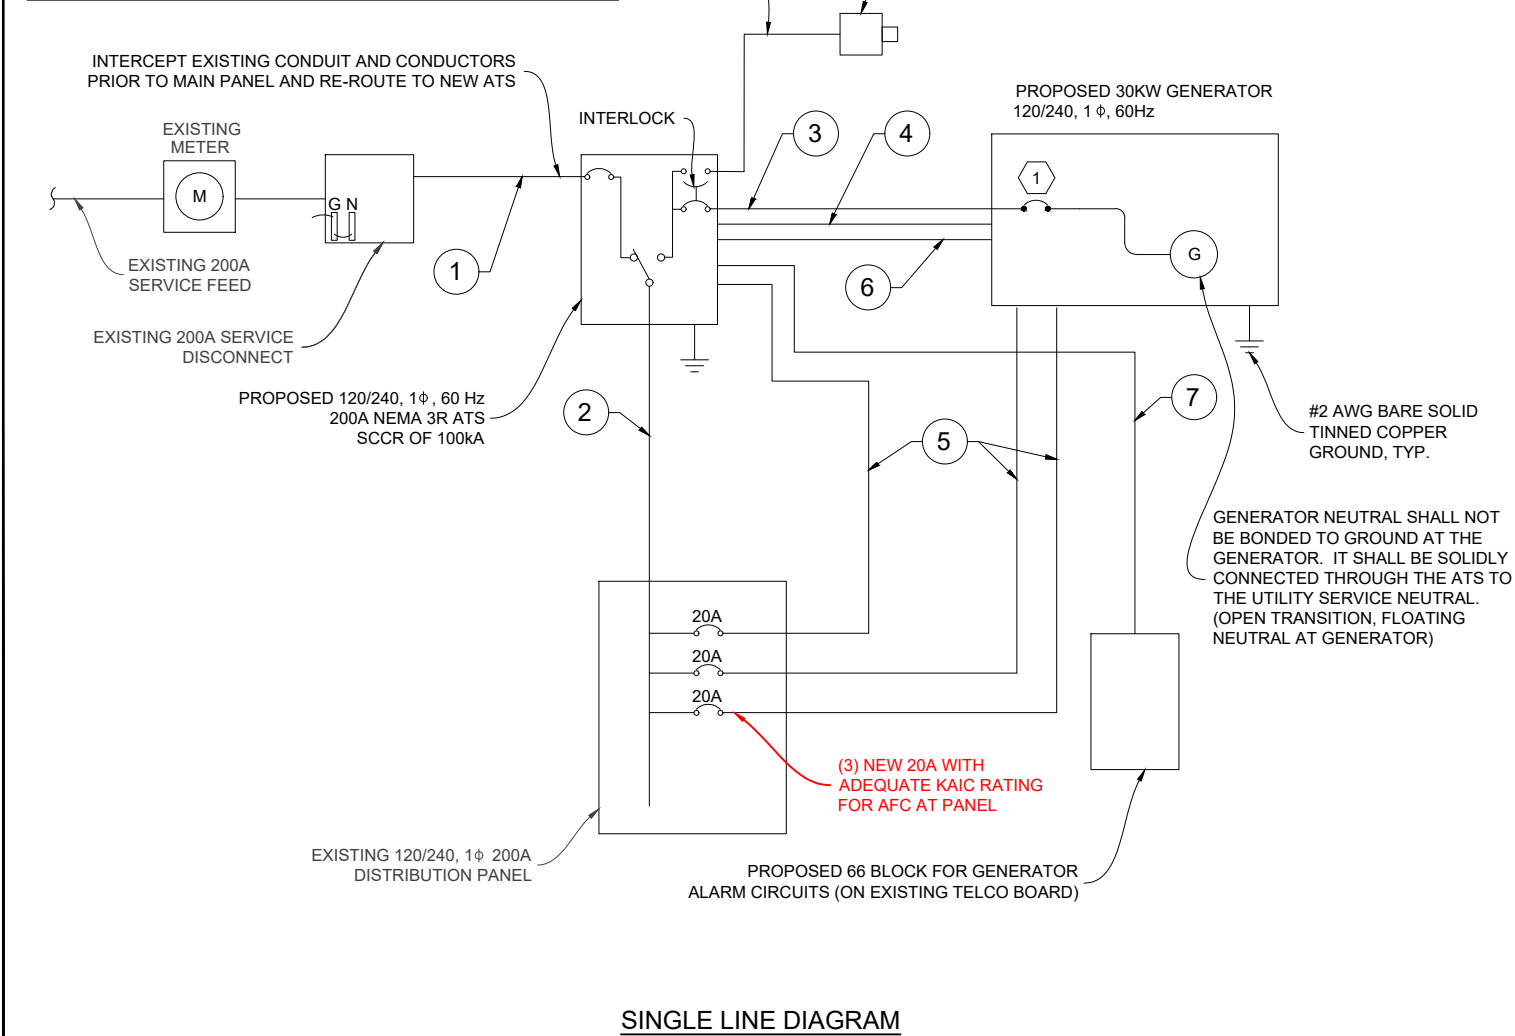 INTERCEPT EXISTING CONDUIT AND CONDUCTORS
PRIOR TO MAIN PANEL AND RE-ROUTE TO NEW ATS
EXISTING
METER
M
G N
INTERLOCK
3
4
PROPOSED 30KW GENERATOR
120/240, 1 ϕ, 60Hz
1
G
EXISTING 200A
SERVICE FEED
1
6
EXISTING 200A SERVICE
DISCONNECT
PROPOSED 120/240, 1ϕ, 60 Hz
200A NEMA 3R ATS
SCCR OF 100kA
2
5
7
#2 AWG BARE SOLID
TINNED COPPER
GROUND, TYP.
GENERATOR NEUTRAL SHALL NOT
BE BONDED TO GROUND AT THE
GENERATOR. IT SHALL BE SOLIDLY
CONNECTED THROUGH THE ATS TO
THE UTILITY SERVICE NEUTRAL.
(OPEN TRANSITION, FLOATING
NEUTRAL AT GENERATOR)
20A
20A
20A
(3) NEW 20A WITH
ADEQUATE KAIC RATING
FOR AFC AT PANEL
EXISTING 120/240, 1ϕ 200A
DISTRIBUTION PANEL
PROPOSED 66 BLOCK FOR GENERATOR
ALARM CIRCUITS (ON EXISTING TELCO BOARD)
SINGLE LINE DIAGRAM